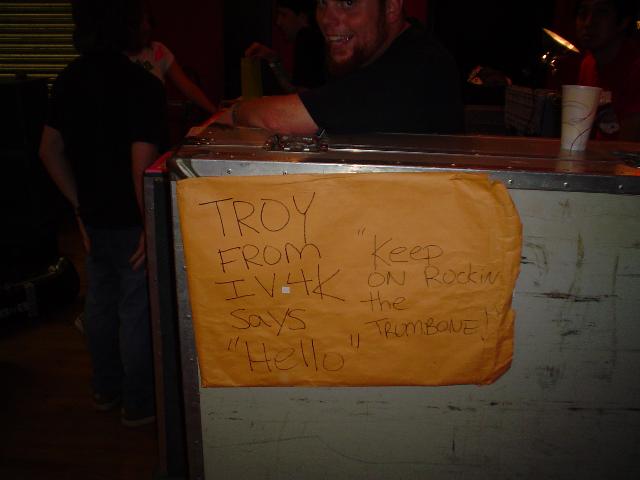 TROY
FROM
IV4K
says
"Hello"
"Keep
ON Rockin
the
TRUMBONE!"